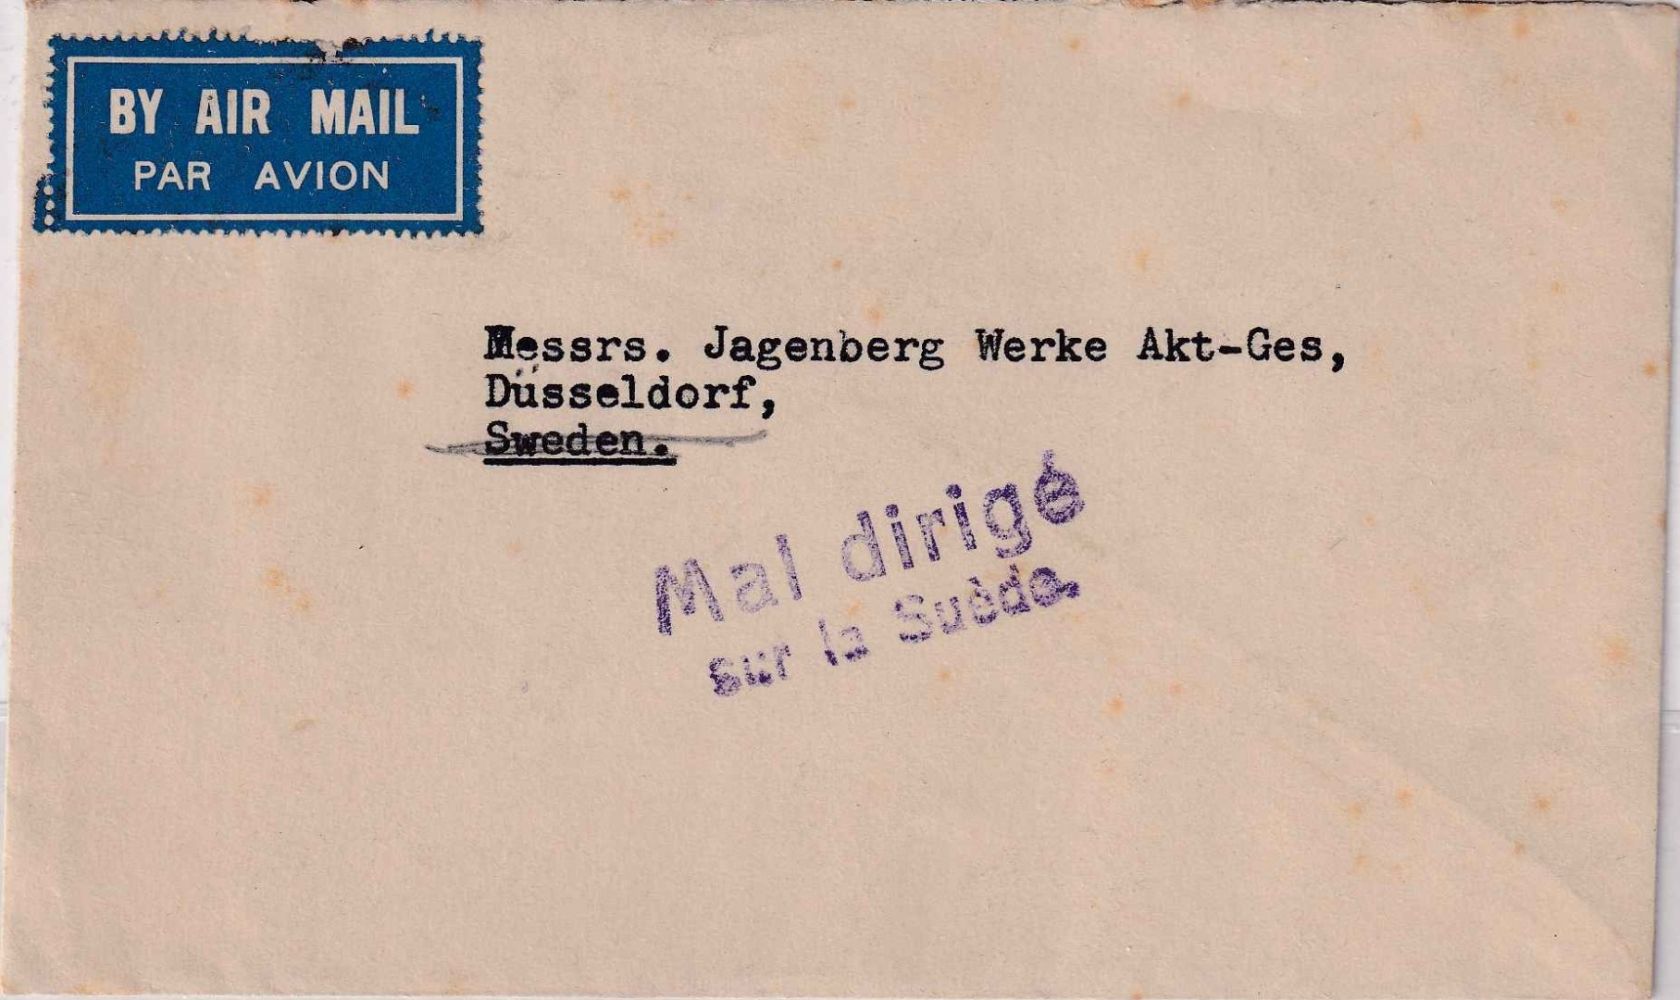 BY AIR MAIL
PAR AVION
Messrs. Jagenberg Werke Akt-Ges,
Düsseldorf,
Sweden.
Mal dirigé
sur la Suède.